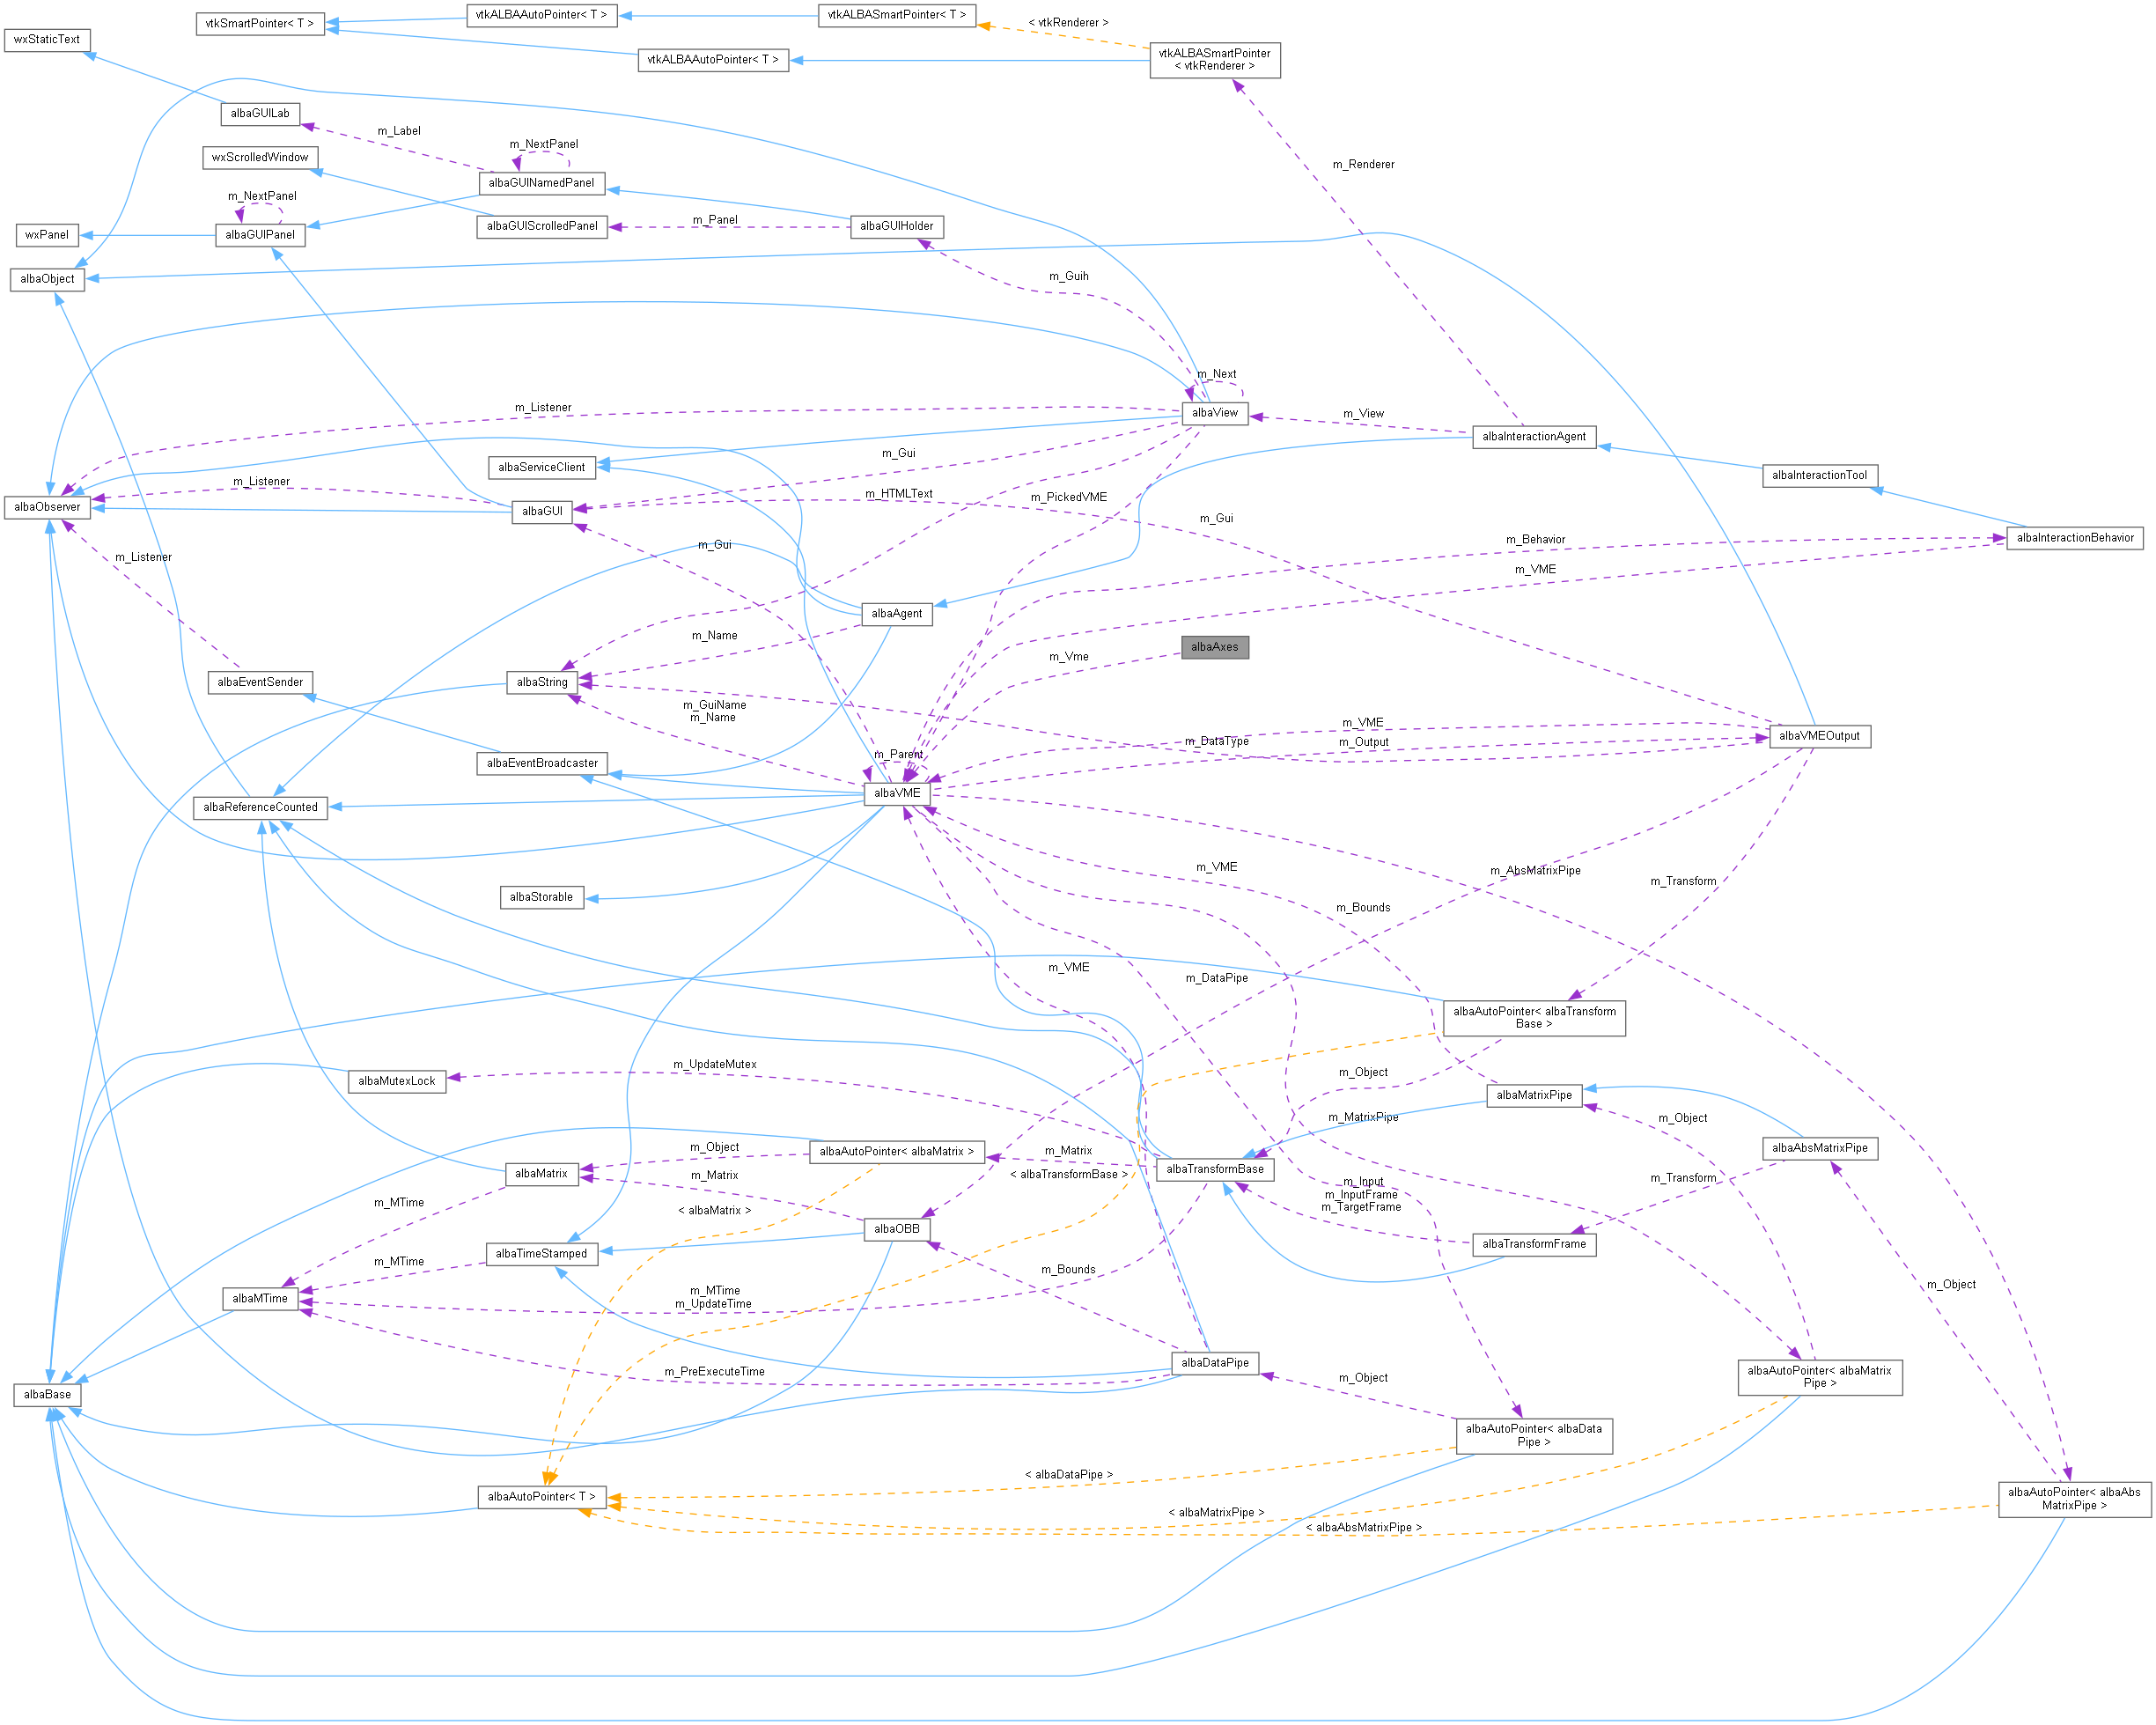 vtkSmartPointer< T >
vtkALBAAutoPointer< T >
vtkALBASmartPointer< T >
< vtkRenderer >
wxStaticText
vtkALBAAutoPointer< T >
vtkALBASmartPointer
< vtkRenderer >
albaGUILab
m_Label
m_NextPanel
wxScrolledWindow
m_Renderer
albaGUINamedPanel
m_NextPanel
m_Panel
wxPanel
albaGUIPanel
albaGUIScrolledPanel
albaGUIHolder
albaObject
m_Guih
m_Next
m_Listener
albaView
m_View
albaInteractionAgent
m_Gui
albaServiceClient
albaInteractionTool
m_Listener
m_HTMLText
m_PickedVME
albaObserver
albaGUI
m_Gui
albaInteractionBehavior
m_Behavior
m_Gui
m_Listener
m_VME
albaAgent
m_Name
albaAxes
m_Vme
albaEventSender
albaString
m_GuiName
m_Name
m_VME
albaVMEOutput
m_Parent
m_DataType
m_Output
albaEventBroadcaster
albaVME
albaReferenceCounted
m_VME
m_AbsMatrixPipe
m_Transform
albaStorable
m_Bounds
m_VME
m_DataPipe
albaAutoPointer< albaTransform
Base >
m_UpdateMutex
m_Object
albaMutexLock
albaMatrixPipe
m_MatrixPipe
m_Object
m_Object
albaAutoPointer< albaMatrix >
m_Matrix
albaAbsMatrixPipe
albaMatrix
m_Matrix
< albaTransformBase >
albaTransformBase
m_Input
m_InputFrame
m_TargetFrame
m_Transform
m_MTime
< albaMatrix >
albaOBB
albaTransformFrame
albaTimeStamped
m_MTime
m_Bounds
m_Object
albaMTime
m_MTime
m_UpdateTime
albaDataPipe
m_PreExecuteTime
m_Object
albaAutoPointer< albaMatrix
Pipe >
albaBase
albaAutoPointer< albaData
Pipe >
< albaDataPipe >
albaAutoPointer< T >
< albaMatrixPipe >
albaAutoPointer< albaAbs
MatrixPipe >
< albaAbsMatrixPipe >